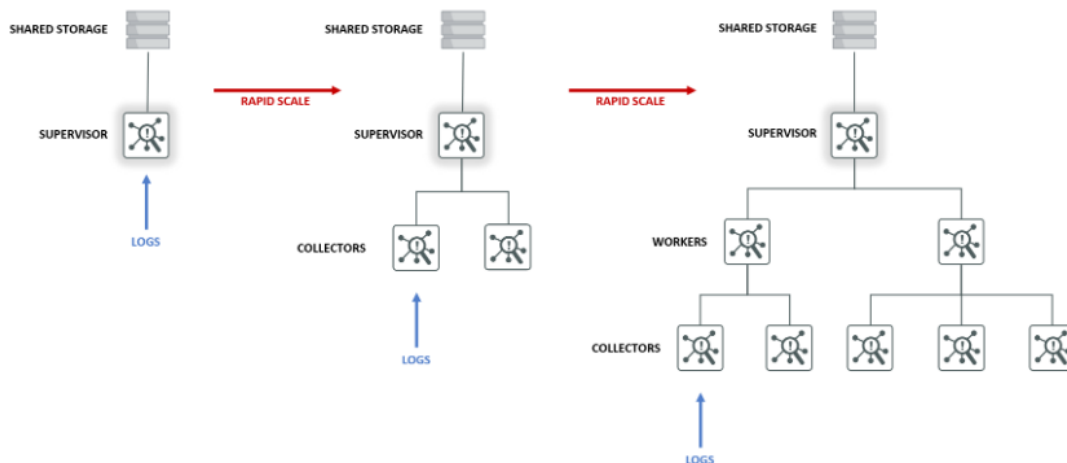 SHARED STORAGE
SHARED STORAGE
SHARED STORAGE
RAPID SCALE
RAPID SCALE
SUPERVISOR
SUPERVISOR
SUPERVISOR
LOGS
COLLECTORS
WORKERS
LOGS
COLLECTORS
LOGS